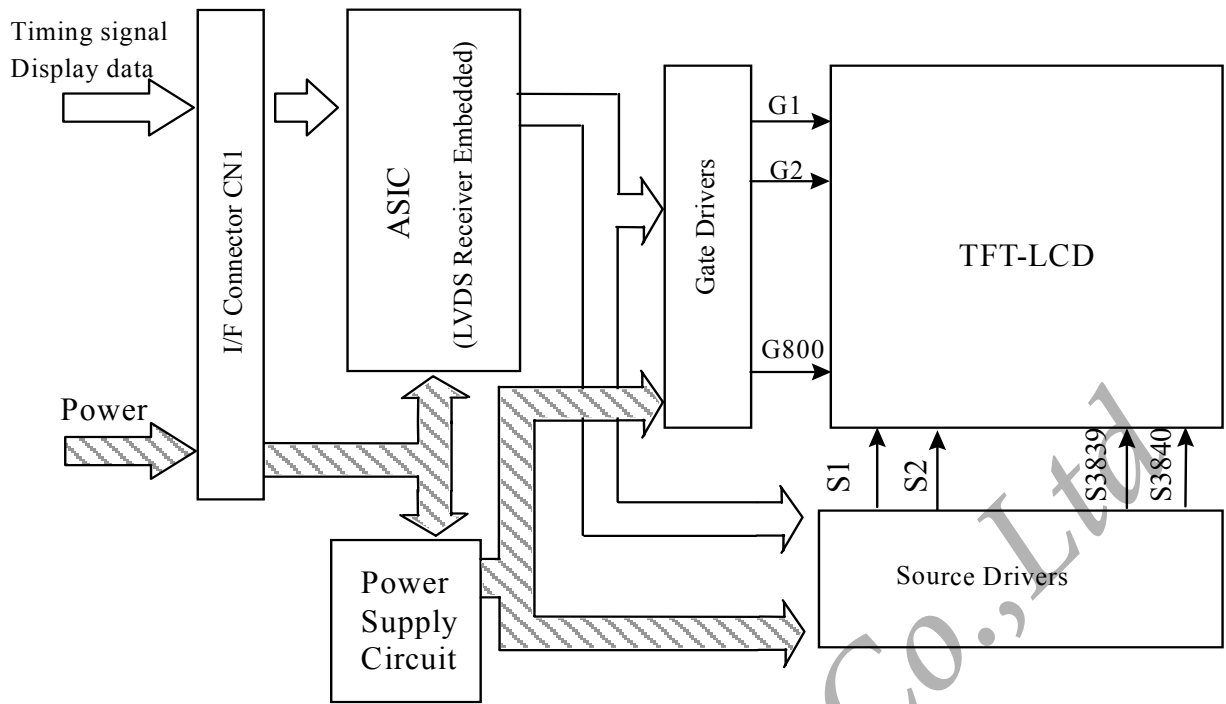 Timing signal
Display data
I/F Connector CN1
ASIC
(LVDS Receiver Embedded)
Gate Drivers
G1
G2
G800
TFT-LCD
Power
S1
S2
S3839
S3840
Power
Supply
Circuit
Source Drivers
Co.,Ltd